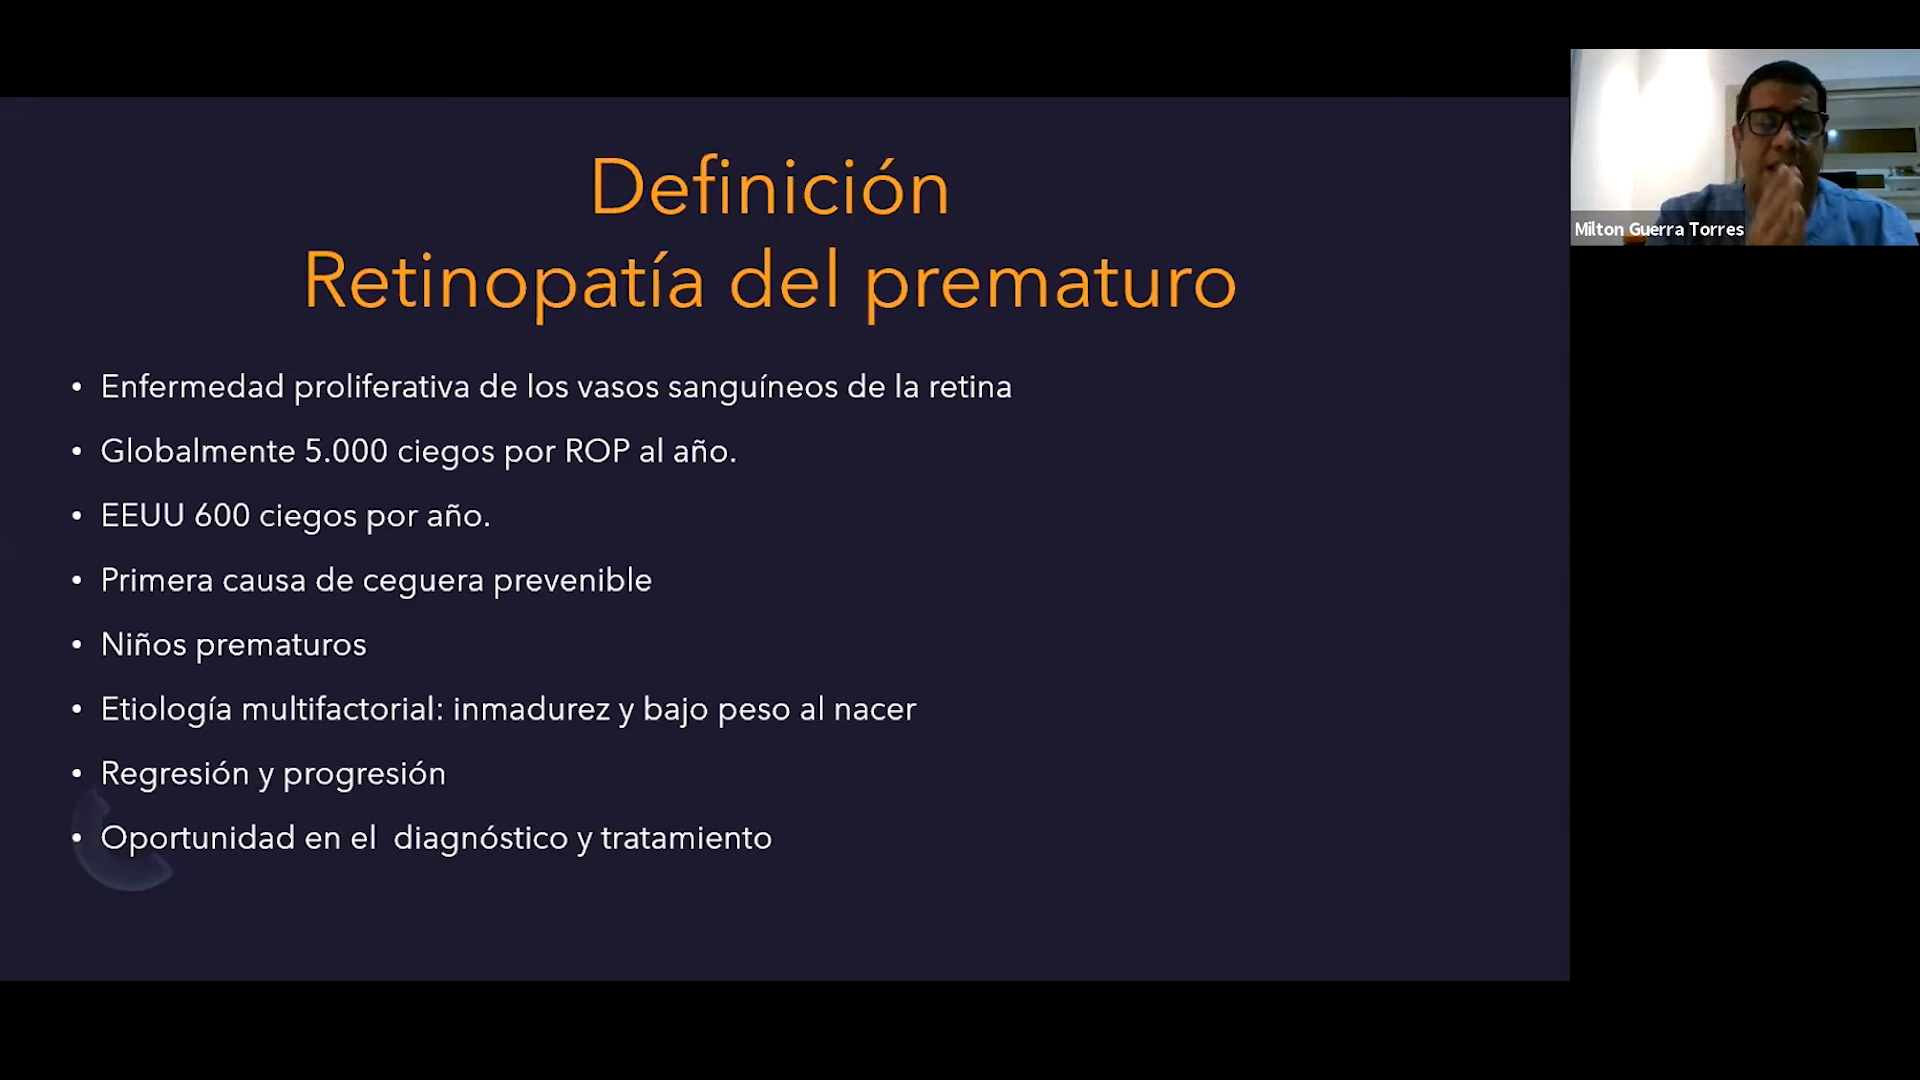 Definición
Retinopatía del prematuro
• Enfermedad proliferativa de los vasos sanguíneos de la retina
• Globalmente 5.000 ciegos por ROP al año.
• EEUU 600 ciegos por año.
• Primera causa de ceguera prevenible
• Niños prematuros
• Etiología multifactorial: inmadurez y bajo peso al nacer
• Regresión y progresión
• Oportunidad en el  diagnóstico y tratamiento
Milton Guerra Torres